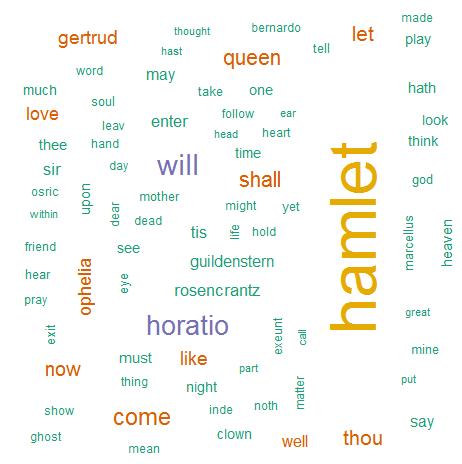 made
thought
bernardo
gertrud
let
play
hast
tell
queen
word
may
hath
much
take
one
soul
love
follow
ear
look
enter
leav
head
heart
think
thee
hand
time
day
will
sir
shall
god
osric
upon
mother
might
yet
dear
within
dead
life
hold
tis
marcellus
heaven
friend
see
guildenstern
hear
eye
ophelia
rosencrantz
pray
great
horatio
hamlet
exit
exeunt
call
must
like
mine
now
part
thing
night
put
matter
show
inde
noth
come
say
ghost
clown
well
thou
mean